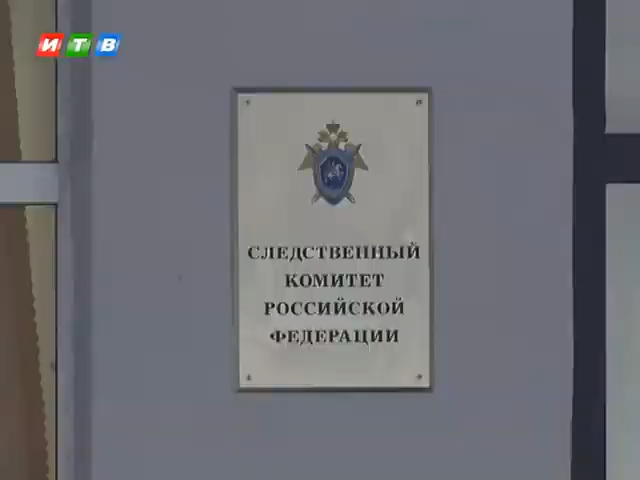 ИТВ
СЛЕДСТВЕННЫЙ
КОМИТЕТ
РОССИЙСКОЙ
ФЕДЕРАЦИИ